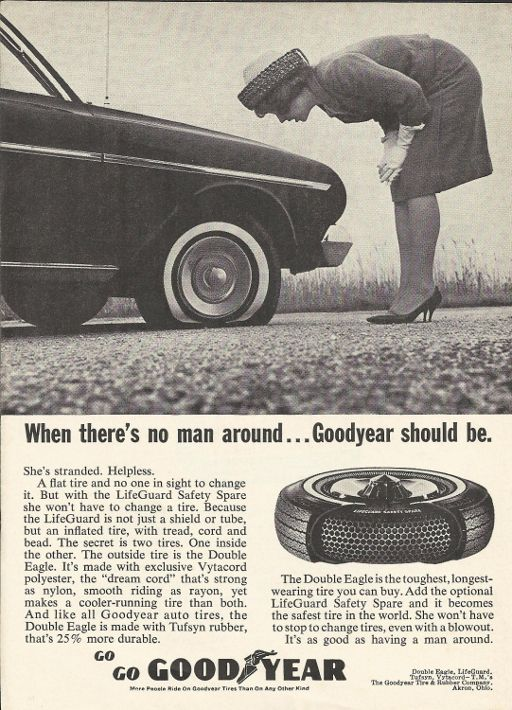 When there's no man around...Goodyear should be.
She's stranded. Helpless.
A flat tire and no one in sight to change
it. But with the LifeGuard Safety Spare
she won't have to change a tire. Because
the LifeGuard is not just a shield or tube,
but an inflated tire, with tread, cord and
bead. The secret is two tires. One inside
the other. The outside tire is the Double
Eagle. It's made with exclusive Vytacord
polyester, the "dream cord" that's strong
as nylon, smooth riding as rayon, yet
makes a cooler-running tire than both.
And like all Goodyear auto tires, the
Double Eagle is made with Tufsyn rubber,
that's 25% more durable.
LIFEGUARD SAFETY SPARE
The Double Eagle is the toughest, longest-
wearing tire you can buy. Add the optional
LifeGuard Safety Spare and it becomes
the safest tire in the world. She won't have
to stop to change tires, even with a blowout.
It's as good as having a man around.
GO
GO GOODYEAR
More People Ride On Goodyear Tires Than On Any Other Kind
Double Eagle, LifeGuard,
Tufsyn, Vytacord—T.M.'s
The Goodyear Tire & Rubber Company,
Akron, Ohio.